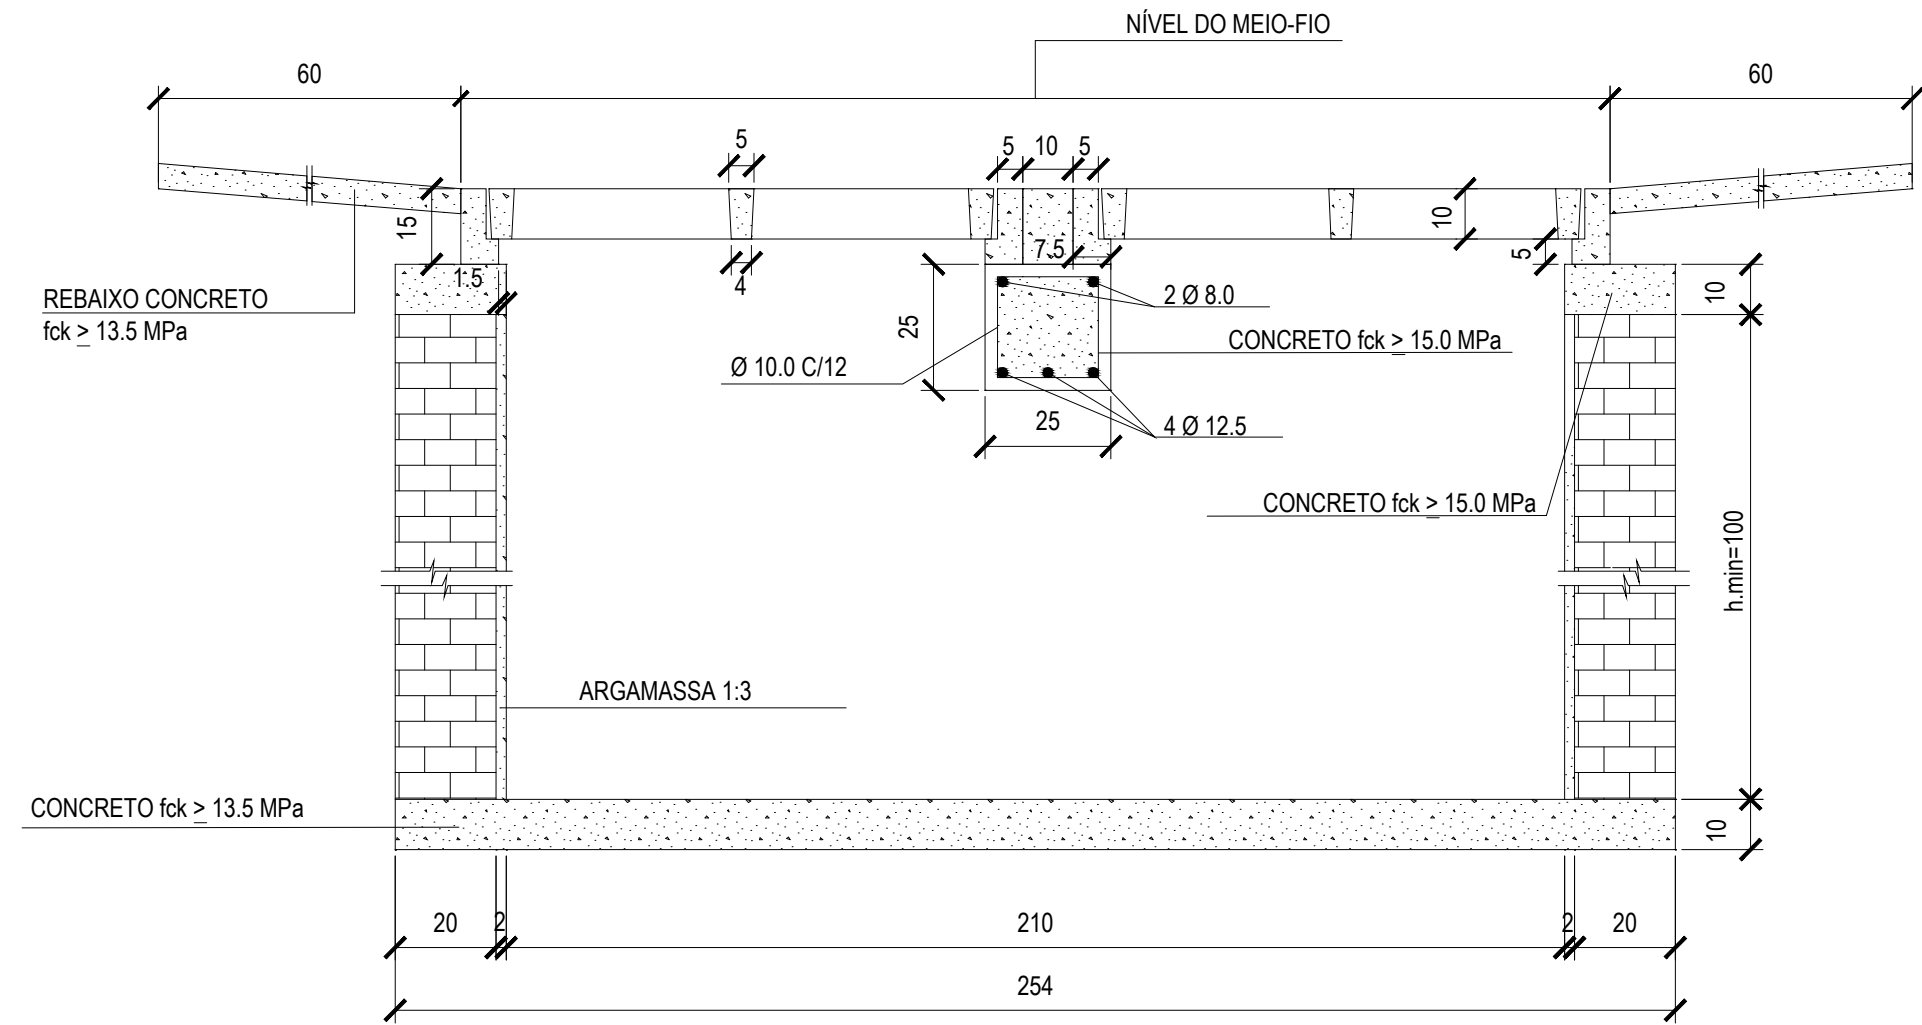 NÍVEL DO MEIO-FIO
60
60
5
5
10
5
15
10
7.5
5
1.5
4
REBAIXO CONCRETO
fck ≥ 13.5 MPa
2 Ø 8.0
10
25
CONCRETO fck ≥ 15.0 MPa
Ø 10.0 C/12
25
4 Ø 12.5
CONCRETO fck ≥ 15.0 MPa
h.min=100
ARGAMASSA 1:3
CONCRETO fck ≥ 13.5 MPa
10
20
2
210
2
20
254